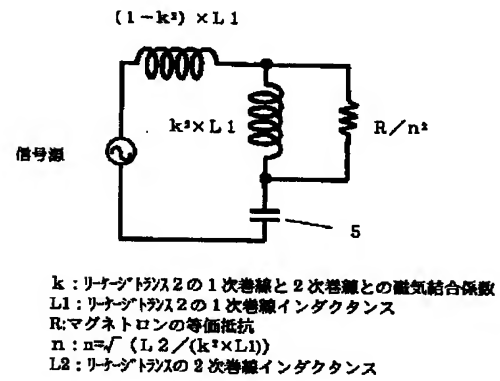 (1−k²)×L1
k²×L1
R／n²
信号源
5
k：ﾘｰｹｰｼﾞﾄﾗﾝｽ2の1次巻線と2次巻線との磁気結合係数
L1：ﾘｰｹｰｼﾞﾄﾗﾝｽ2の1次巻線インダクタンス
R;マグネトロンの等価抵抗
n：n=√（L2／(k²×L1)）
L2：ﾘｰｹｰｼﾞﾄﾗﾝｽの2次巻線インダクタンス